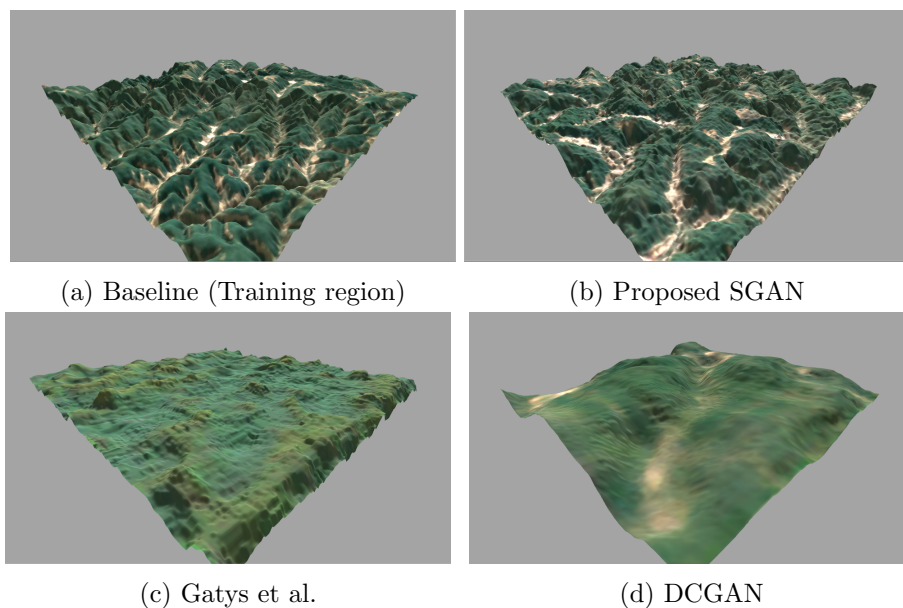 (a) Baseline (Training region)
(b) Proposed SGAN
(c) Gatys et al.
(d) DCGAN